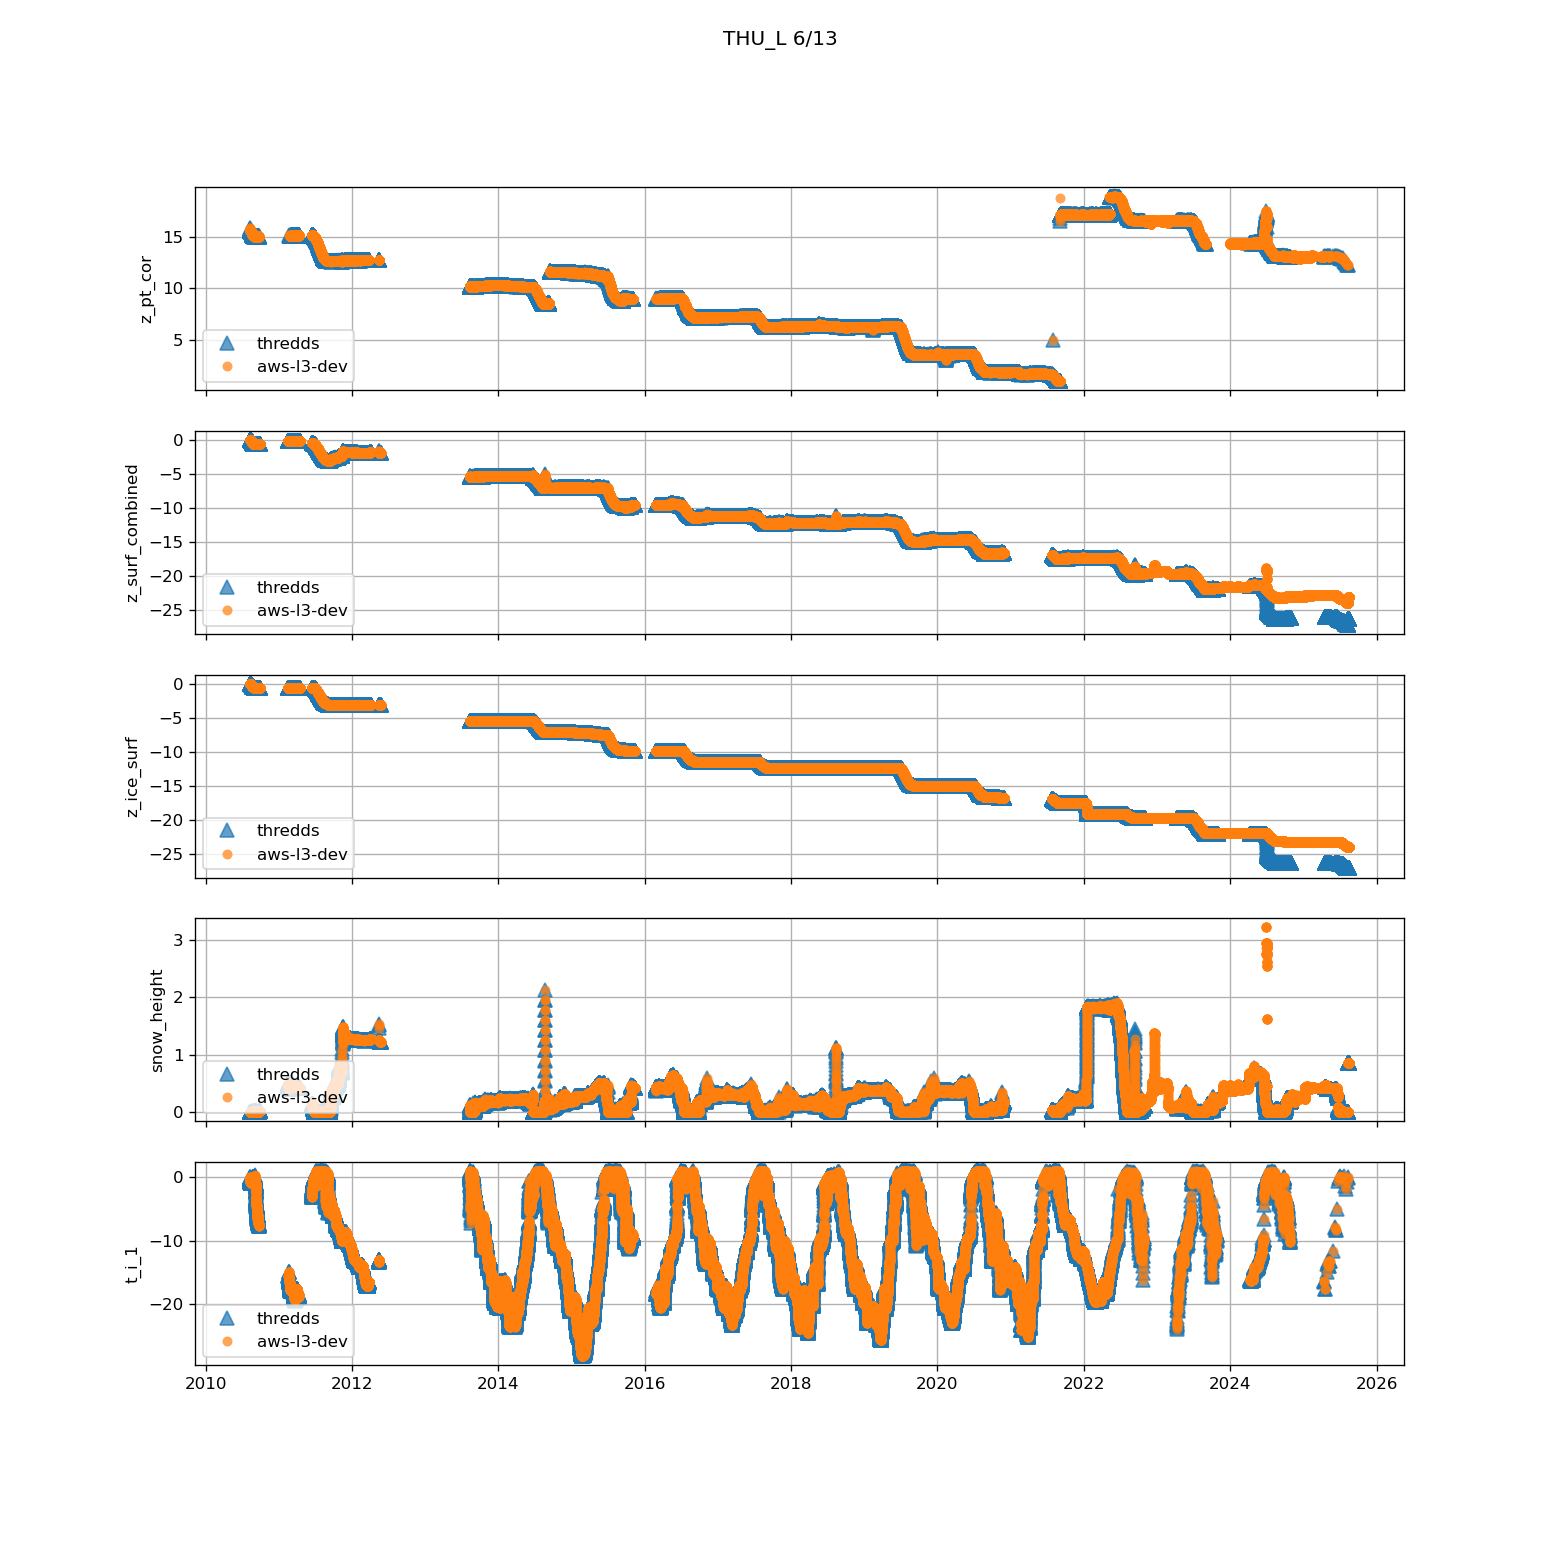 THU_L 6/13
z_pt_cor
15
10
5
thredds
aws-l3-dev
z_surf_combined
0
−5
−10
−15
−20
−25
thredds
aws-l3-dev
z_ice_surf
0
−5
−10
−15
−20
−25
thredds
aws-l3-dev
snow_height
3
2
1
0
thredds
aws-l3-dev
t_i_1
0
−10
−20
thredds
aws-l3-dev
2010 2012 2014 2016 2018 2020 2022 2024 2026